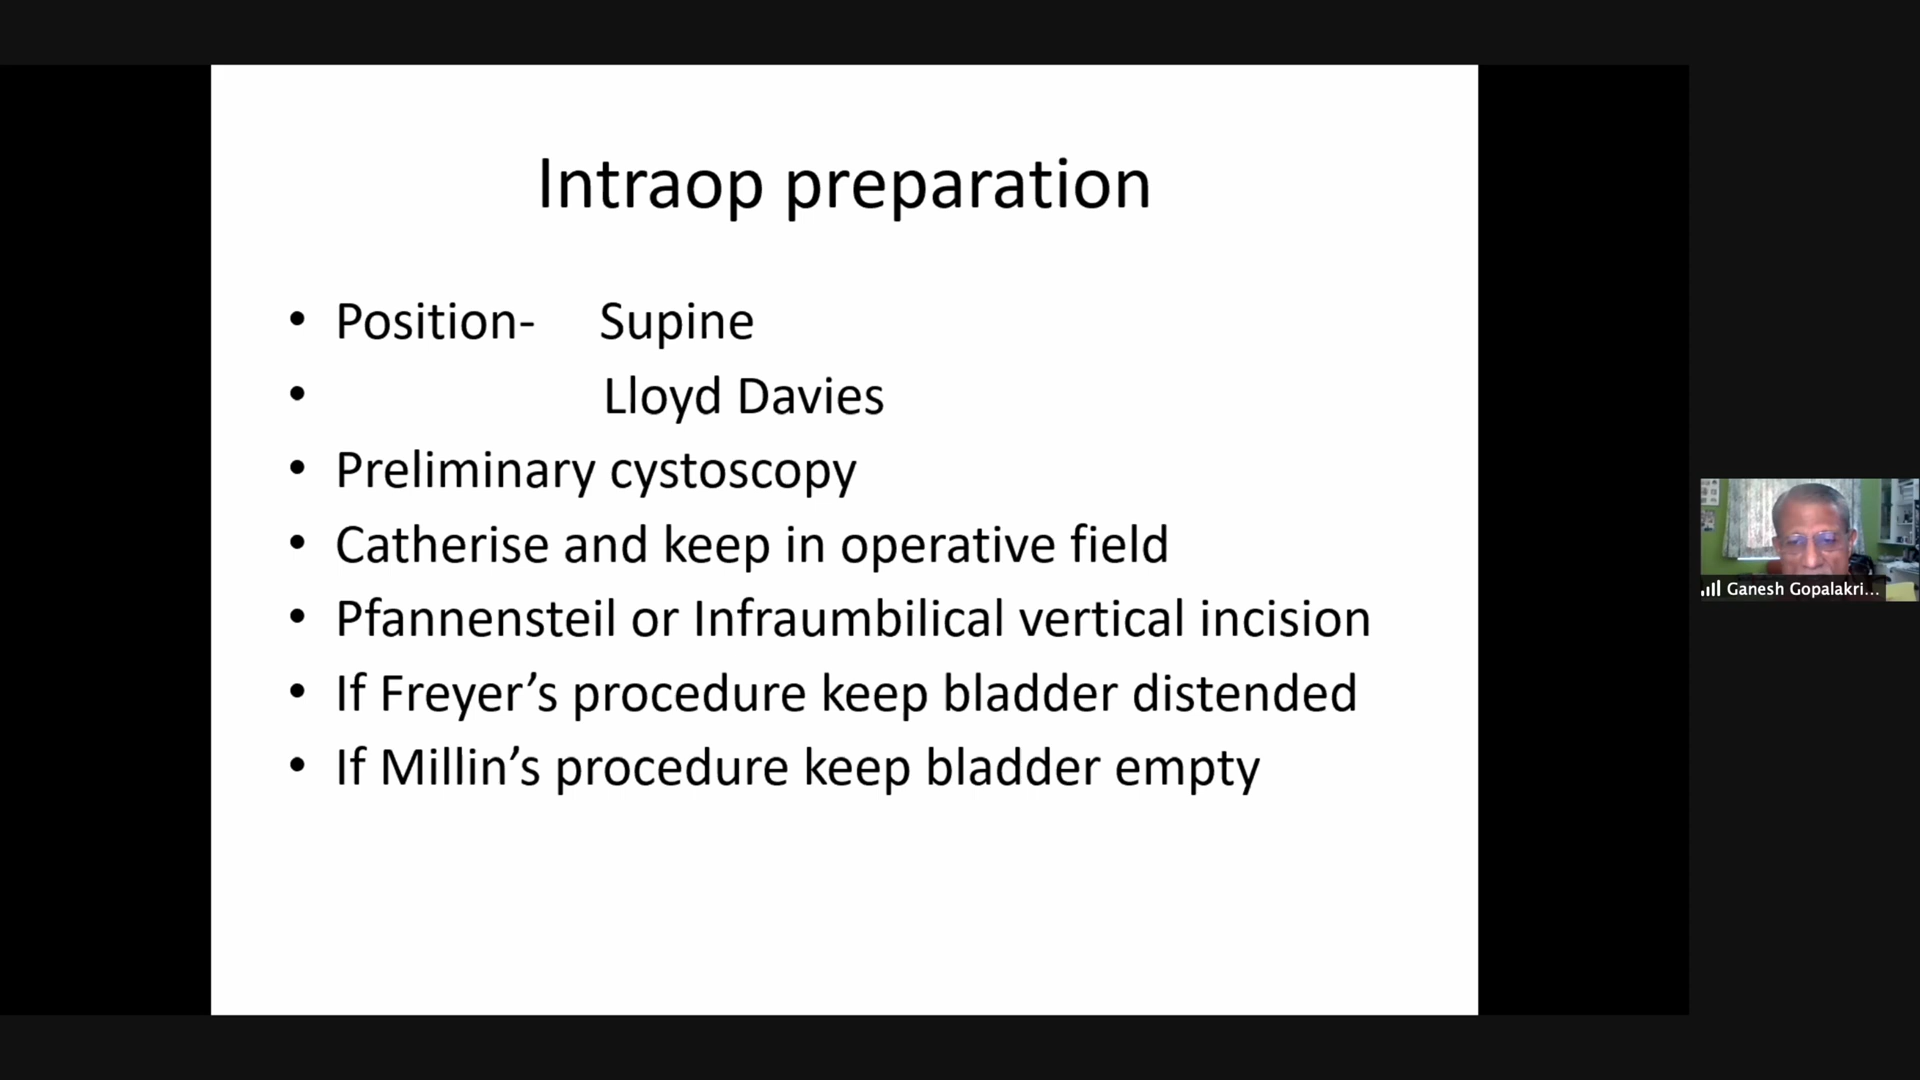 Intraop preparation
• Position- Supine
• Lloyd Davies
• Preliminary cystoscopy
• Catherise and keep in operative field
• Pfannensteil or Infraumbilical vertical incision
• If Freyer’s procedure keep bladder distended
• If Millin’s procedure keep bladder empty
Ganesh Gopalakri...